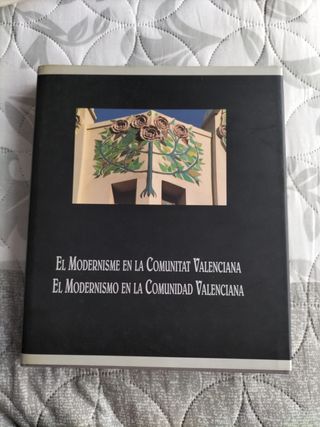 El Modernisme en la Comunitat Valenciana
El Modernismo en la Comunidad Valenciana